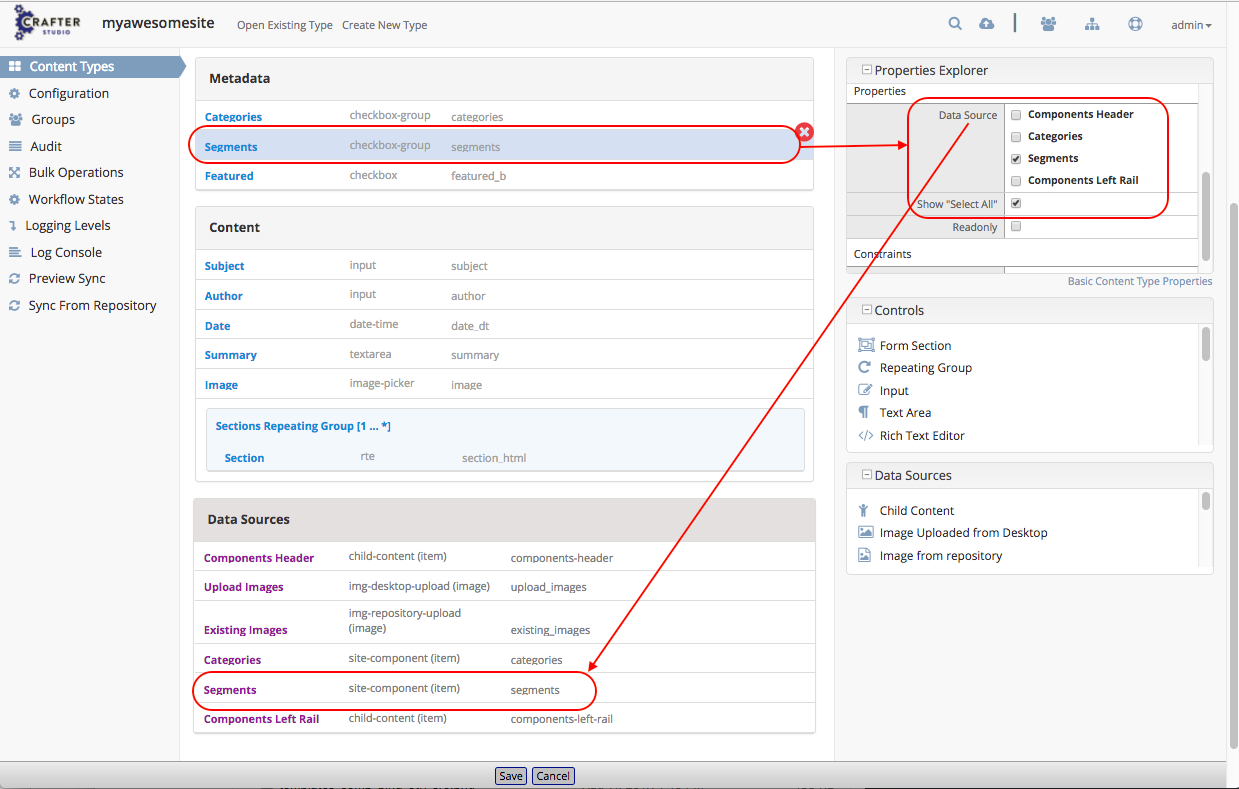 CRAFTER STUDIO
myawesomesite
Open Existing Type Create New Type
admin
Content Types
Configuration
Groups
Audit
Bulk Operations
Workflow States
Logging Levels
Log Console
Preview Sync
Sync From Repository
Metadata
Categories checkbox-group categories
Segments checkbox-group segments
Featured checkbox featured_b
Content
Subject input subject
Author input author
Date date-time date_dt
Summary textarea summary
Image image-picker image
Sections Repeating Group [1 ... *]
Section rte section_html
Data Sources
Components Header child-content (item) components-header
Upload Images img-desktop-upload (image) upload_images
img-repository-upload
Existing Images (image) existing_images
Categories site-component (item) categories
Segments site-component (item) segments
Components Left Rail child-content (item) components-left-rail
Properties Explorer
Properties
Data Source Components Header
Categories
Segments
Components Left Rail
Show "Select All"
Readonly
Constraints
Basic Content Type Properties
Controls
Form Section
Repeating Group
Input
Text Area
Rich Text Editor
Data Sources
Child Content
Image Uploaded from Desktop
Image from repository
Save Cancel